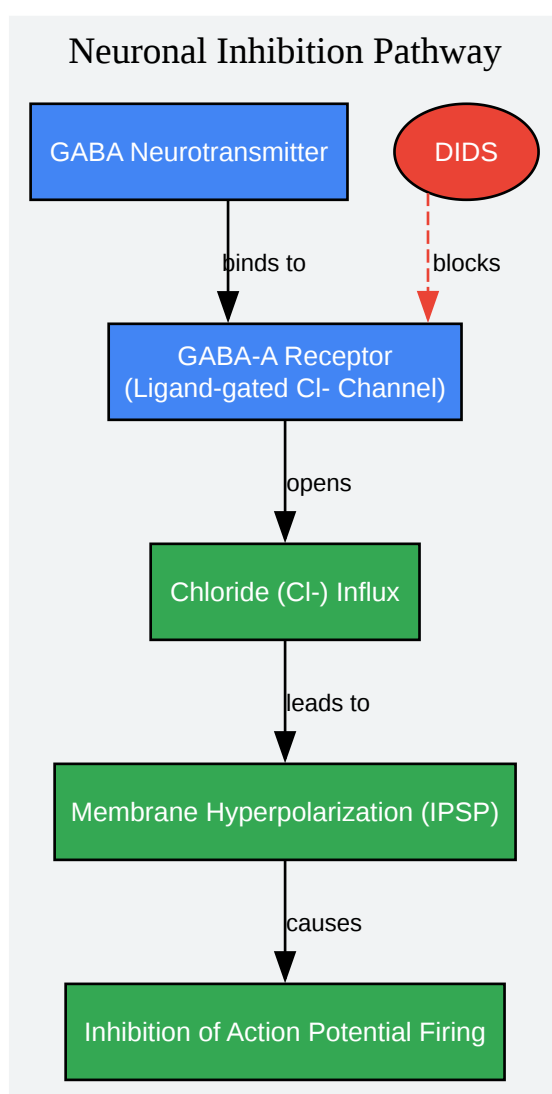 Neuronal Inhibition Pathway
GABA Neurotransmitter
DIDS
binds to
blocks
GABA-A Receptor
(Ligand-gated Cl- Channel)
opens
Chloride (Cl-) Influx
leads to
Membrane Hyperpolarization (IPSP)
causes
Inhibition of Action Potential Firing